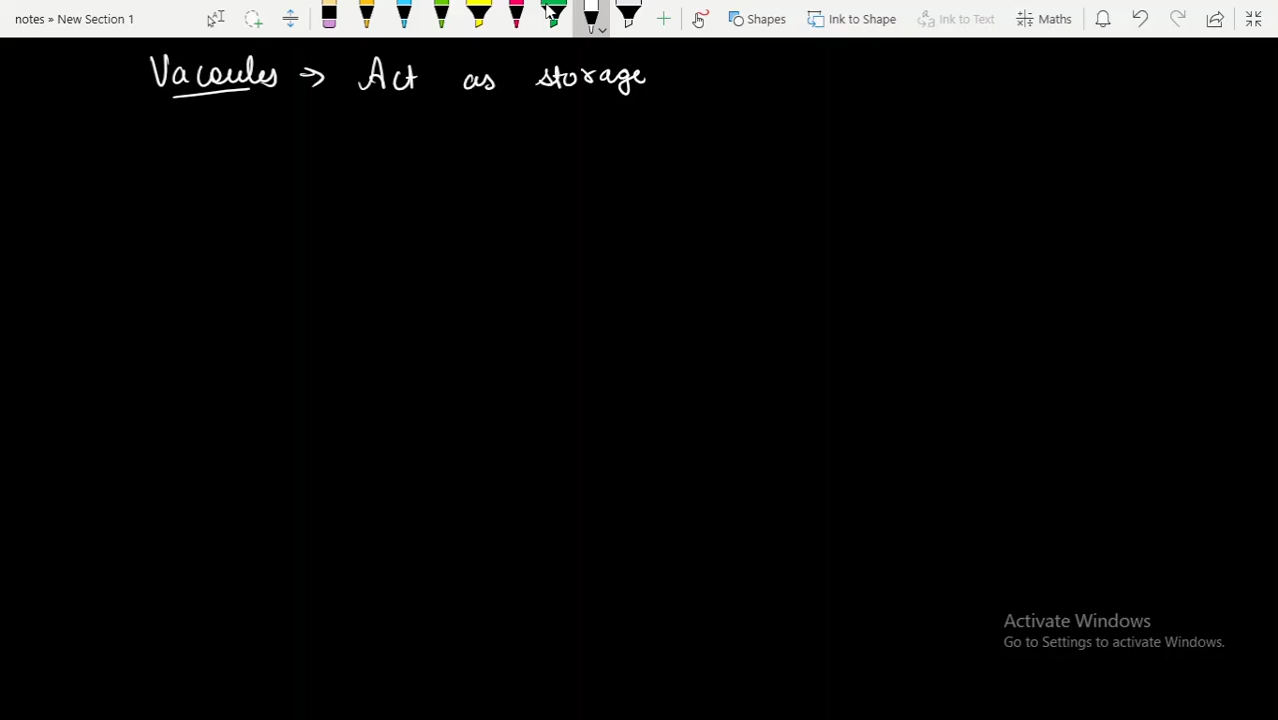 notes » New Section 1
Shapes
Ink to Shape
Ink to Text
Maths
Vacoules → Act as storage
Activate Windows
Go to Settings to activate Windows.